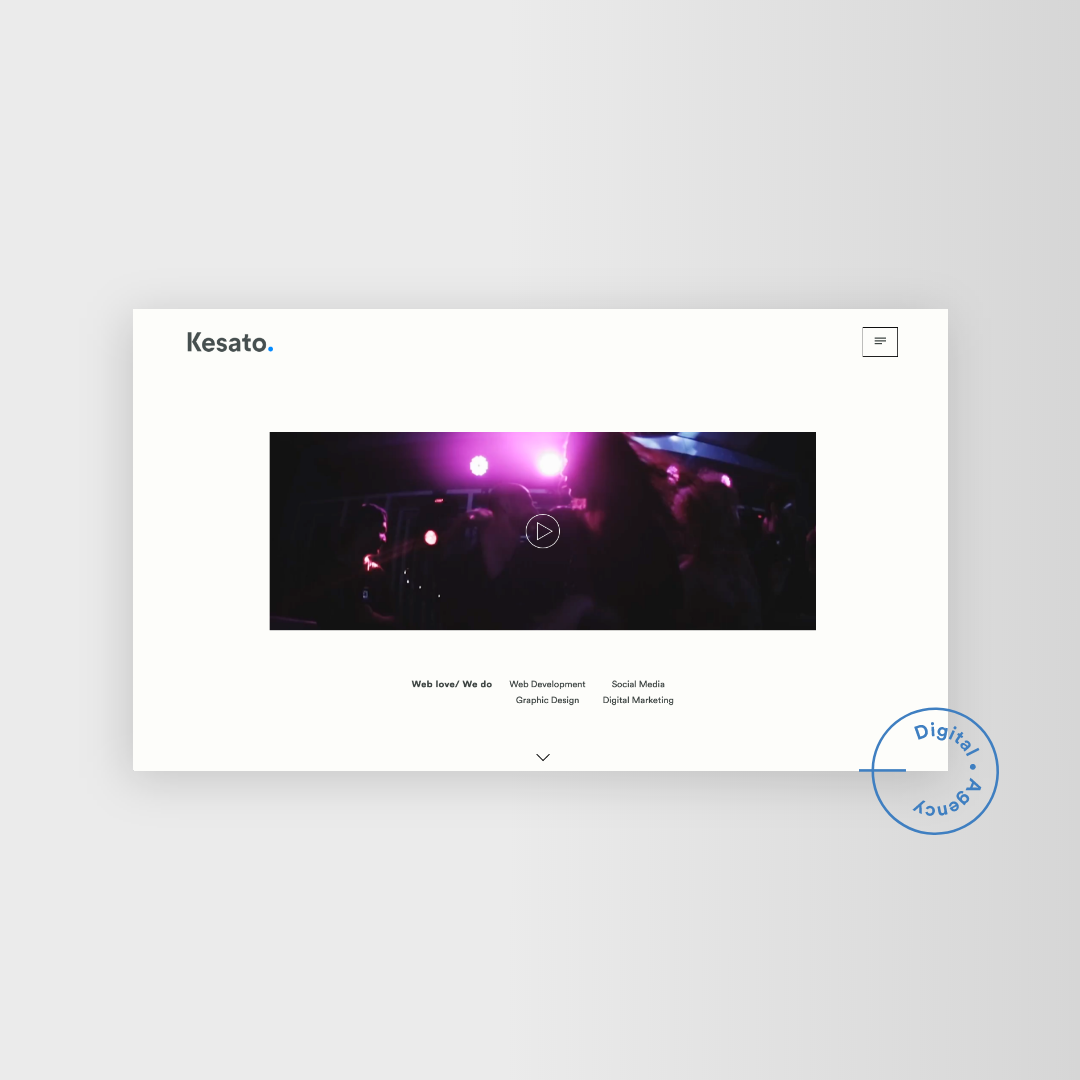 Kesato.
Web love/ We do
Web Development
Social Media
Graphic Design
Digital Marketing
Digital • Agency